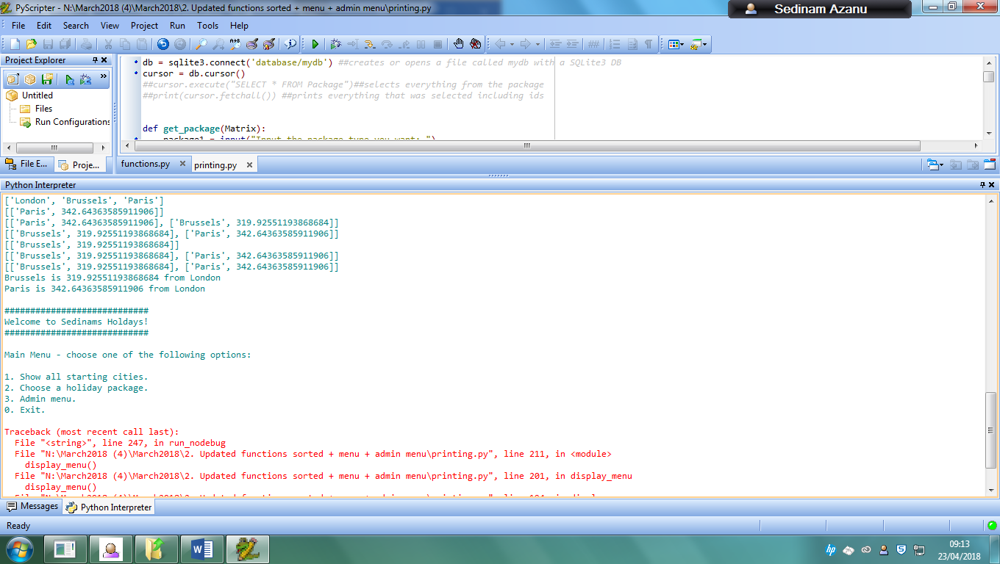 PyScripter - N:\March2018 (4)\March2018\2. Updated functions sorted + menu + admin menu\printing.py
Sedinam Azanu
File Edit Search View Project Run Tools Help
Project Explorer
Untitled
Files
Run Configurations
File E... Proje...
db = sqlite3.connect('database/mydb') ##creates or opens a file called mydb with a SQLite3 DB
cursor = db.cursor()
##cursor.execute("SELECT * FROM Package")##selects everything from the package
##print(cursor.fetchall()) ##prints everything that was selected including ids
def get_package(Matrix):
package1 = input("Input the package type you want: ")
functions.py printing.py
Python Interpreter
['London', 'Brussels', 'Paris']
[['Paris', 342.64363585911906]]
[['Paris', 342.64363585911906], ['Brussels', 319.92551193868684]]
[['Brussels', 319.92551193868684], ['Paris', 342.64363585911906]]
[['Brussels', 319.92551193868684]]
[['Brussels', 319.92551193868684], ['Paris', 342.64363585911906]]
[['Brussels', 319.92551193868684], ['Paris', 342.64363585911906]]
Brussels is 319.92551193868684 from London
Paris is 342.64363585911906 from London
############################
Welcome to Sedinams Holdays!
############################
Main Menu - choose one of the following options:
1. Show all starting cities.
2. Choose a holiday package.
3. Admin menu.
0. Exit.
Traceback (most recent call last):
File "<string>", line 247, in run_nodebug
File "N:\March2018 (4)\March2018\2. Updated functions sorted + menu + admin menu\printing.py", line 211, in <module>
display_menu()
File "N:\March2018 (4)\March2018\2. Updated functions sorted + menu + admin menu\printing.py", line 201, in display_menu
display_menu()
Messages Python Interpreter
Ready
09:13
23/04/2018